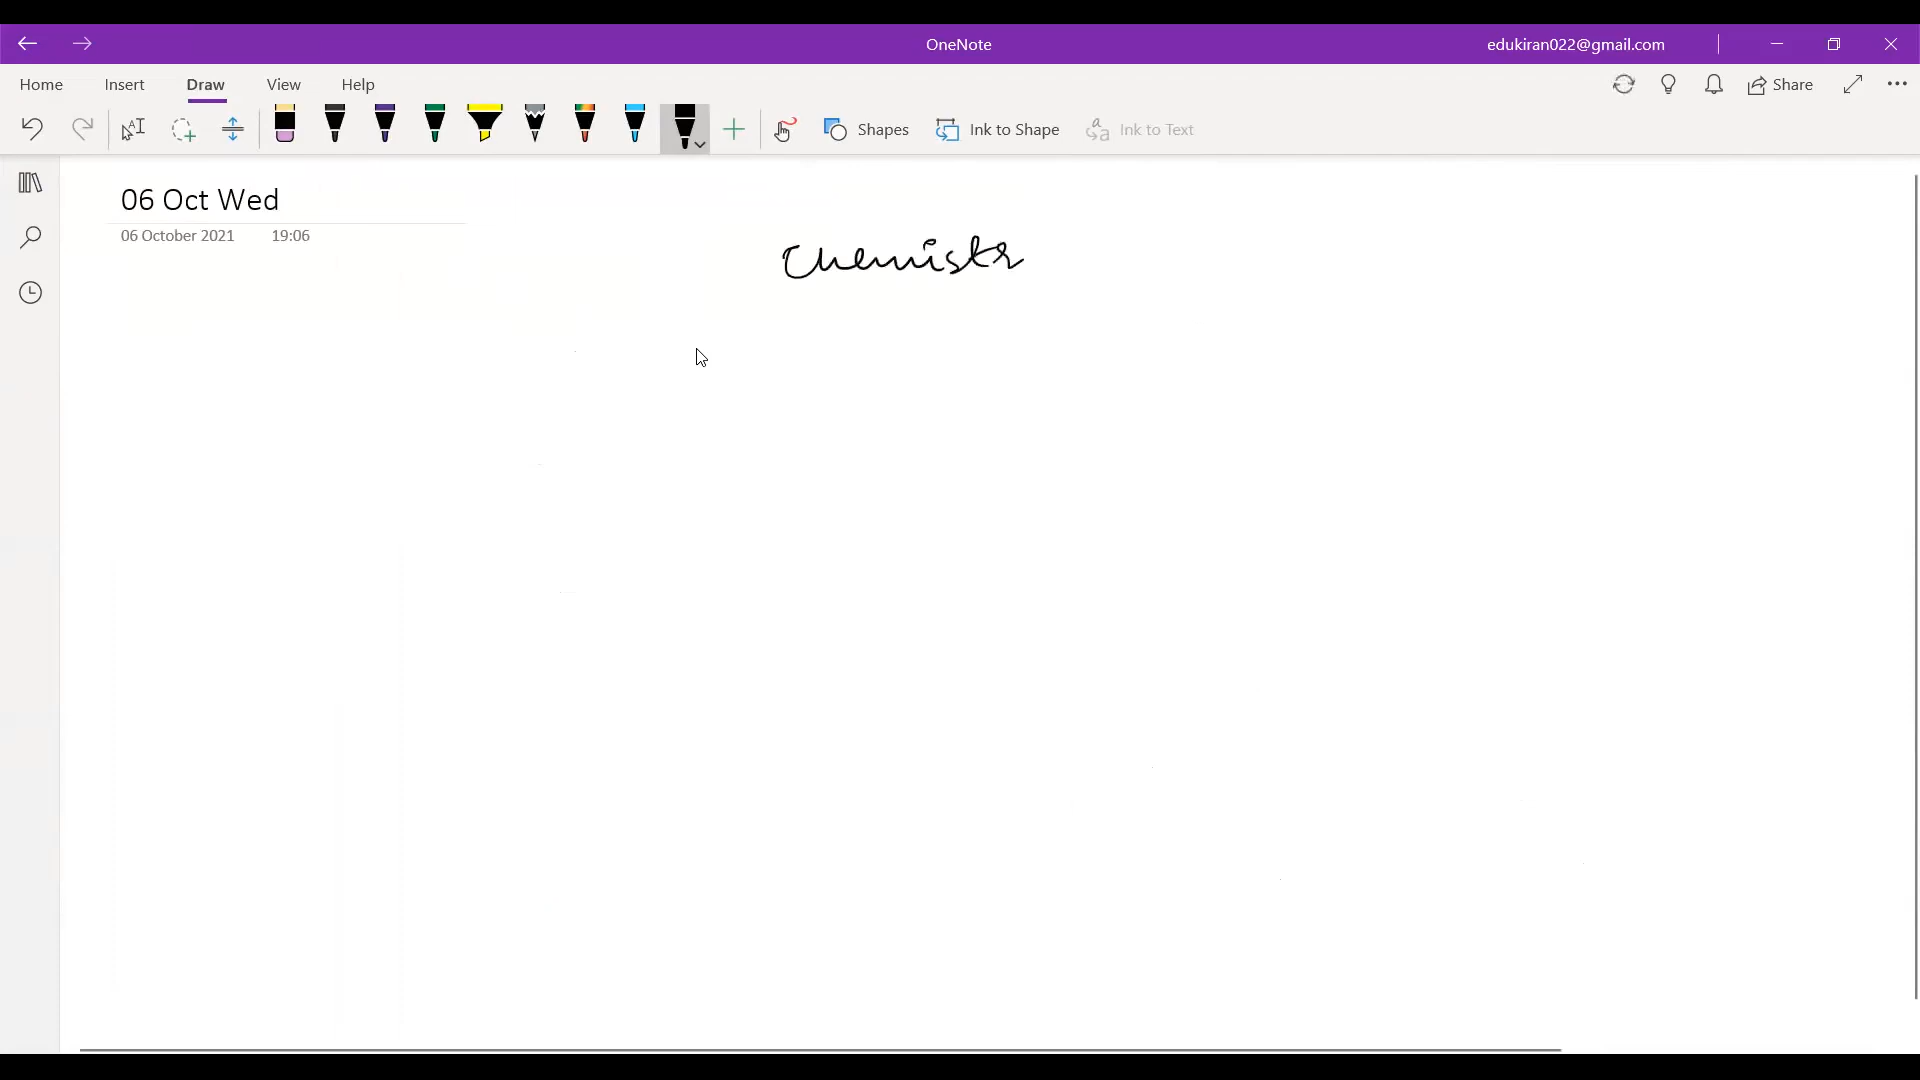 OneNote
edukiran022@gmail.com
Home Insert Draw View Help
Share
Shapes Ink to Shape Ink to Text
06 Oct Wed
06 October 2021 19:06
Chemistr